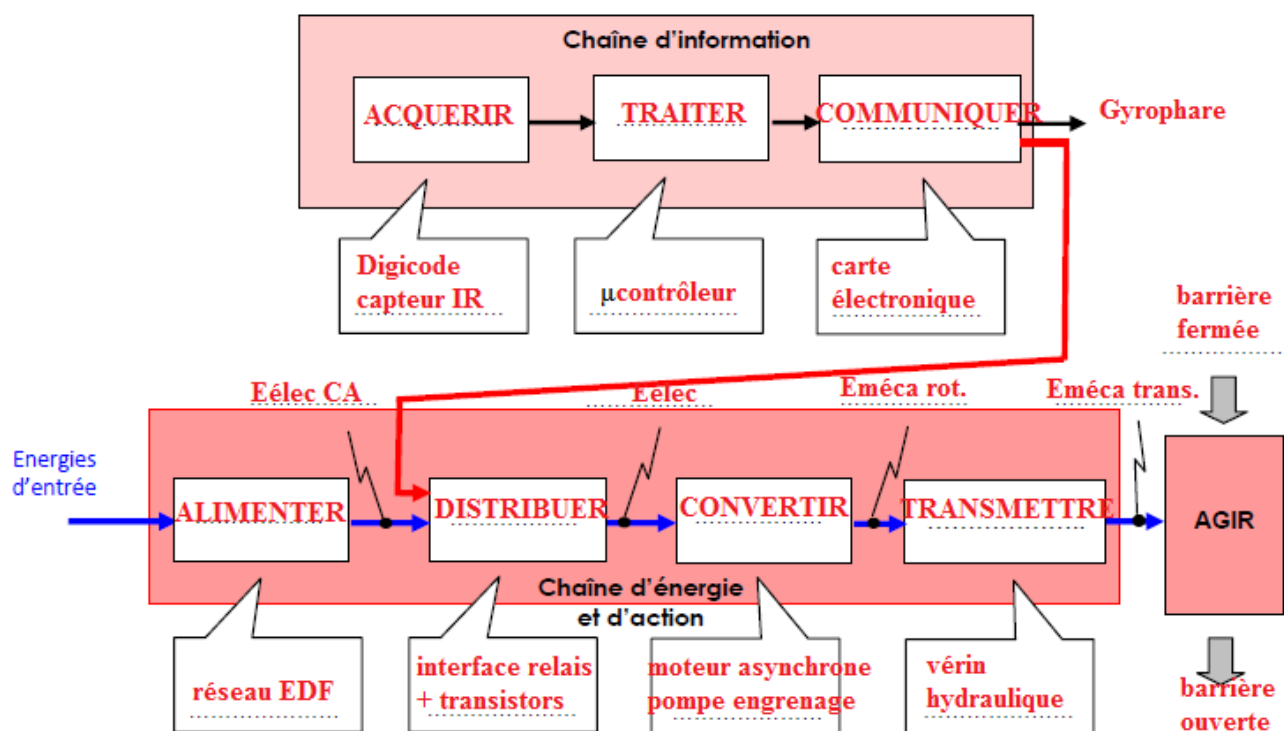 Chaîne d'information
ACQUERIR
TRAITER
COMMUNIQUER
Gyrophare
Digicode
capteur IR
µcontrôleur
carte
électronique
barrière
fermée
Eélec CA
Eélec
Eméca rot.
Eméca trans.
Energies
d'entrée
ALIMENTER
DISTRIBUER
CONVERTIR
TRANSMETTRE
AGIR
Chaîne d'énergie
et d'action
réseau EDF
interface relais
+ transistors
moteur asynchrone
pompe engrenage
vérin
hydraulique
barrière
ouverte